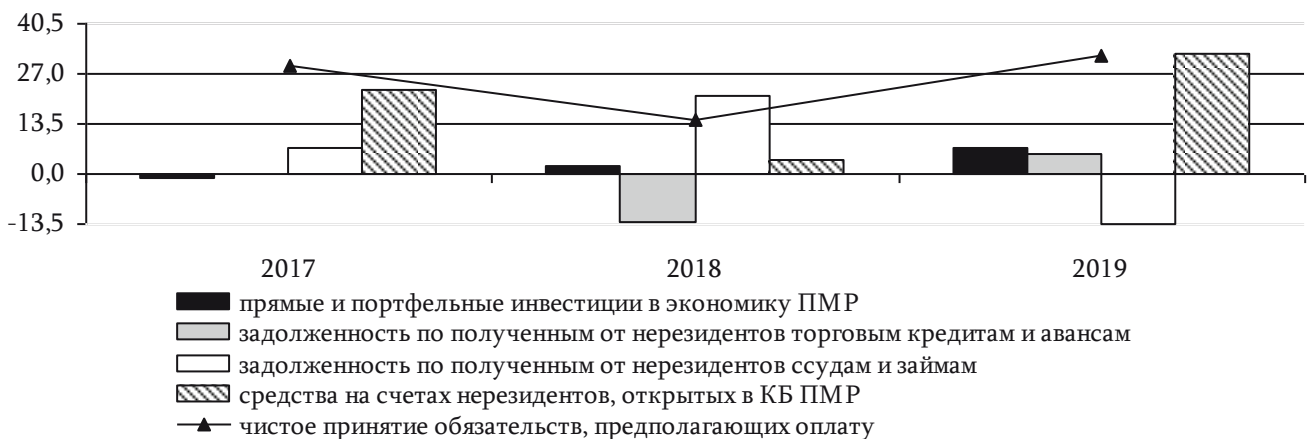 40,5
27,0
13,5
0,0
-13,5
2017 2018 2019
прямые и портфельные инвестиции в экономику ПМР
задолженность по полученным от нерезидентов торговым кредитам и авансам
задолженность по полученным от нерезидентов ссудам и займам
средства на счетах нерезидентов, открытых в КБ ПМР
чистое принятие обязательств, предполагающих оплату